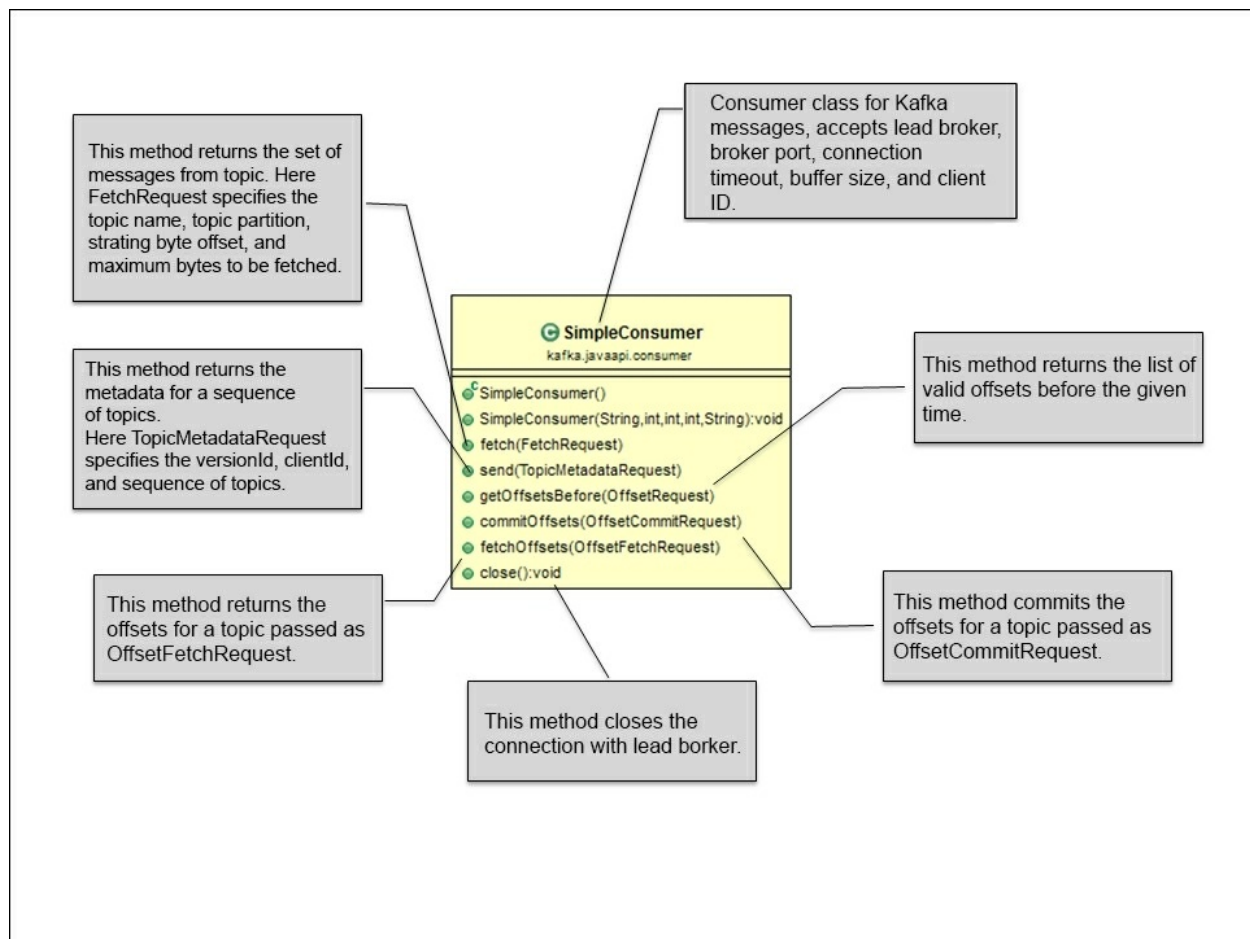 Consumer class for Kafka
messages, accepts lead broker,
broker port, connection
timeout, buffer size, and client
ID.
This method returns the set of
messages from topic. Here
FetchRequest specifies the
topic name, topic partition,
strating byte offset, and
maximum bytes to be fetched.
C SimpleConsumer
kafka.javaapi.consumer
This method returns the
metadata for a sequence
of topics.
Here TopicMetadataRequest
specifies the versionId, clientId,
and sequence of topics.
This method returns the list of
valid offsets before the given
time.
C SimpleConsumer()
SimpleConsumer(String,int,int,int,String):void
fetch(FetchRequest)
send(TopicMetadataRequest)
getOffsetsBefore(OffsetRequest)
commitOffsets(OffsetCommitRequest)
fetchOffsets(OffsetFetchRequest)
close():void
This method returns the
offsets for a topic passed as
OffsetFetchRequest.
This method commits the
offsets for a topic passed as
OffsetCommitRequest.
This method closes the
connection with lead borker.